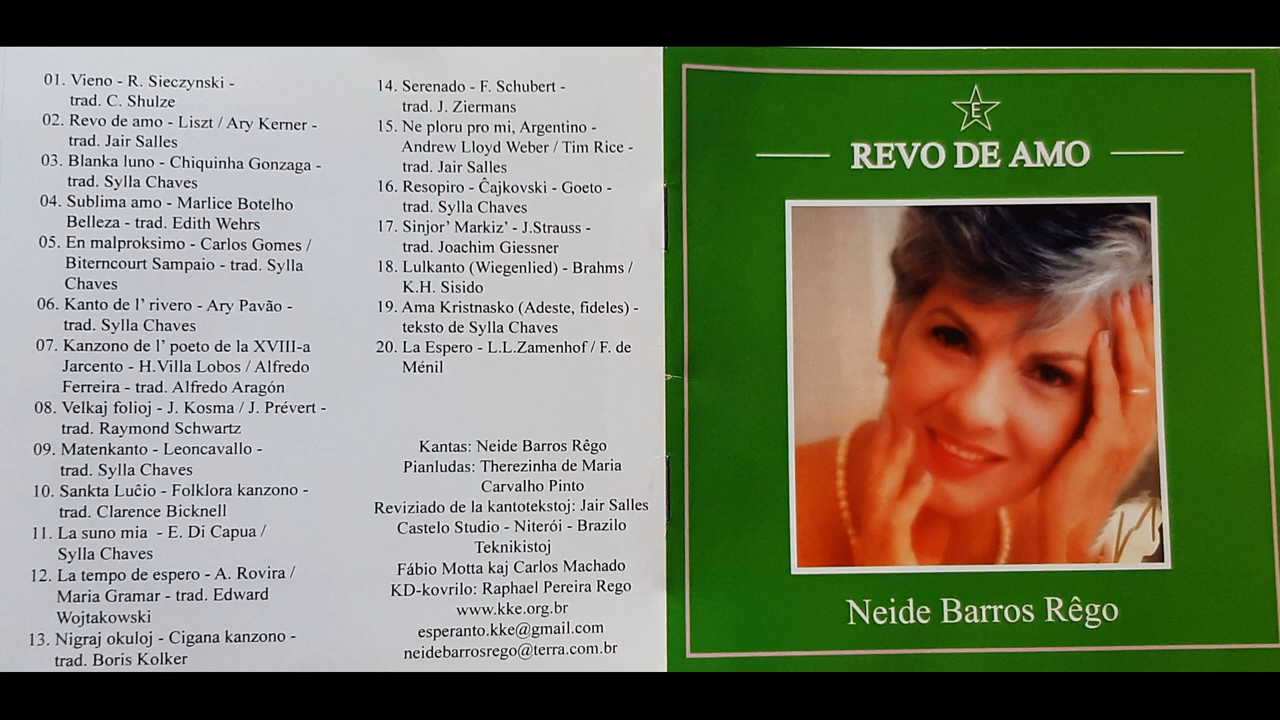 01. Vieno - R. Sieczynski -
trad. C. Shulze
02. Revo de amo - Liszt / Ary Kerner -
trad. Jair Salles
03. Blanka luno - Chiquinha Gonzaga -
trad. Sylla Chaves
04. Sublima amo - Marlice Botelho
Belleza - trad. Edith Wehrs
05. En malproksimo - Carlos Gomes /
Biterncourt Sampaio - trad. Sylla
Chaves
06. Kanto de l' rivero - Ary Pavão -
trad. Sylla Chaves
07. Kanzono de l' poeto de la XVIII-a
Jarcento - H.Villa Lobos / Alfredo
Ferreira - trad. Alfredo Aragón
08. Velkaj folioj - J. Kosma / J. Prévert -
trad. Raymond Schwartz
09. Matenkanto - Leoncavallo -
trad. Sylla Chaves
10. Sankta Luĉio - Folklora kanzono -
trad. Clarence Bicknell
11. La suno mia - E. Di Capua /
Sylla Chaves
12. La tempo de espero - A. Rovira /
Maria Gramar - trad. Edward
Wojtakowski
13. Nigraj okuloj - Cigana kanzono -
trad. Boris Kolker
14. Serenado - F. Schubert -
trad. J. Ziermans
15. Ne ploru pro mi, Argentino -
Andrew Lloyd Weber / Tim Rice -
trad. Jair Salles
16. Resopiro - Ĉajkovski - Goeto -
trad. Sylla Chaves
17. Sinjor' Markiz' - J.Strauss -
trad. Joachim Giessner
18. Lulkanto (Wiegenlied) - Brahms /
K.H. Sisido
19. Ama Kristnasko (Adeste, fideles) -
teksto de Sylla Chaves
20. La Espero - L.L.Zamenhof / F. de
Ménil
Kantas: Neide Barros Rêgo
Pianludas: Therezinha de Maria
Carvalho Pinto
Reviziado de la kantotekstoj: Jair Salles
Castelo Studio - Niterói - Brazilo
Teknikistoj
Fábio Motta kaj Carlos Machado
KD-kovrilo: Raphael Pereira Rego
www.kke.org.br
esperanto.kke@gmail.com
neidebarrosrego@terra.com.br
E
REVO DE AMO
Neide Barros Rêgo